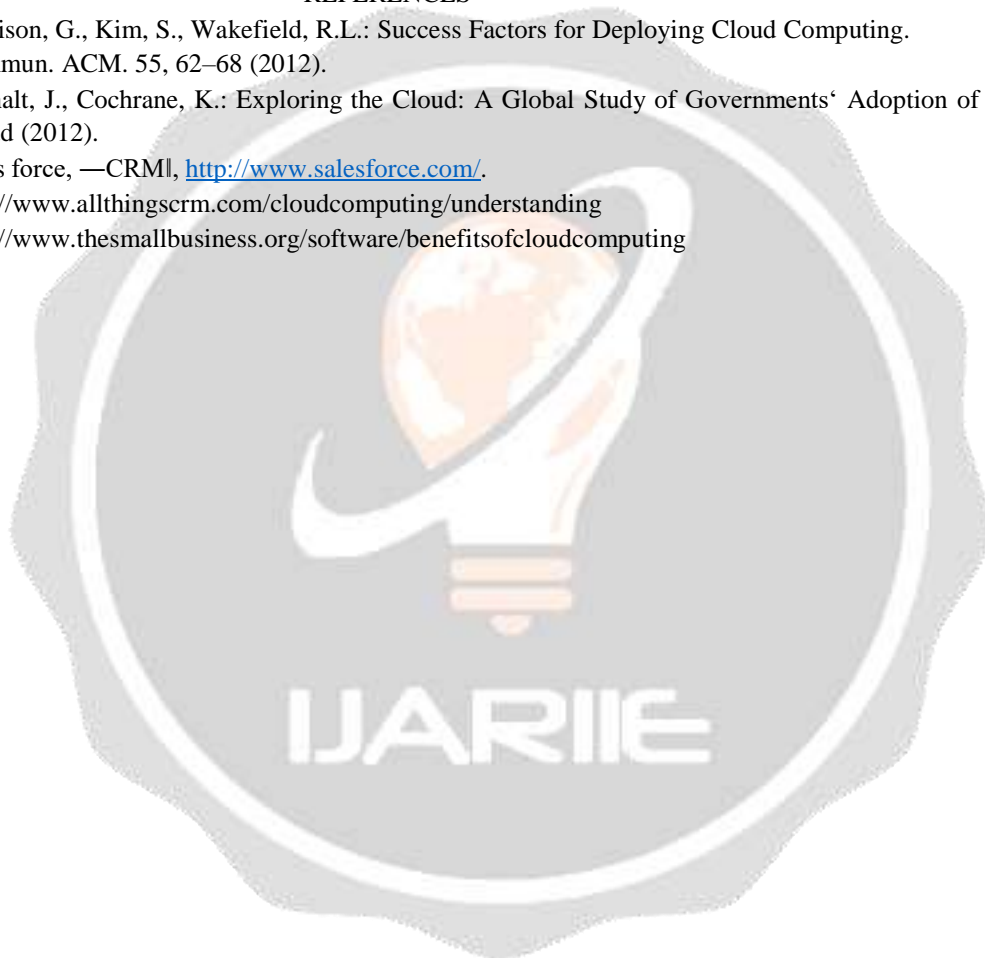 REFERENCES
ison, G., Kim, S., Wakefield, R.L.: Success Factors for Deploying Cloud Computing.
mun. ACM. 55, 62–68 (2012).
alt, J., Cochrane, K.: Exploring the Cloud: A Global Study of Governments‘ Adoption of
d (2012).
s force, ―CRM‖, http://www.salesforce.com/.
//www.allthingscrm.com/cloudcomputing/understanding
//www.thesmallbusiness.org/software/benefitsofcloudcomputing
IJARIIE